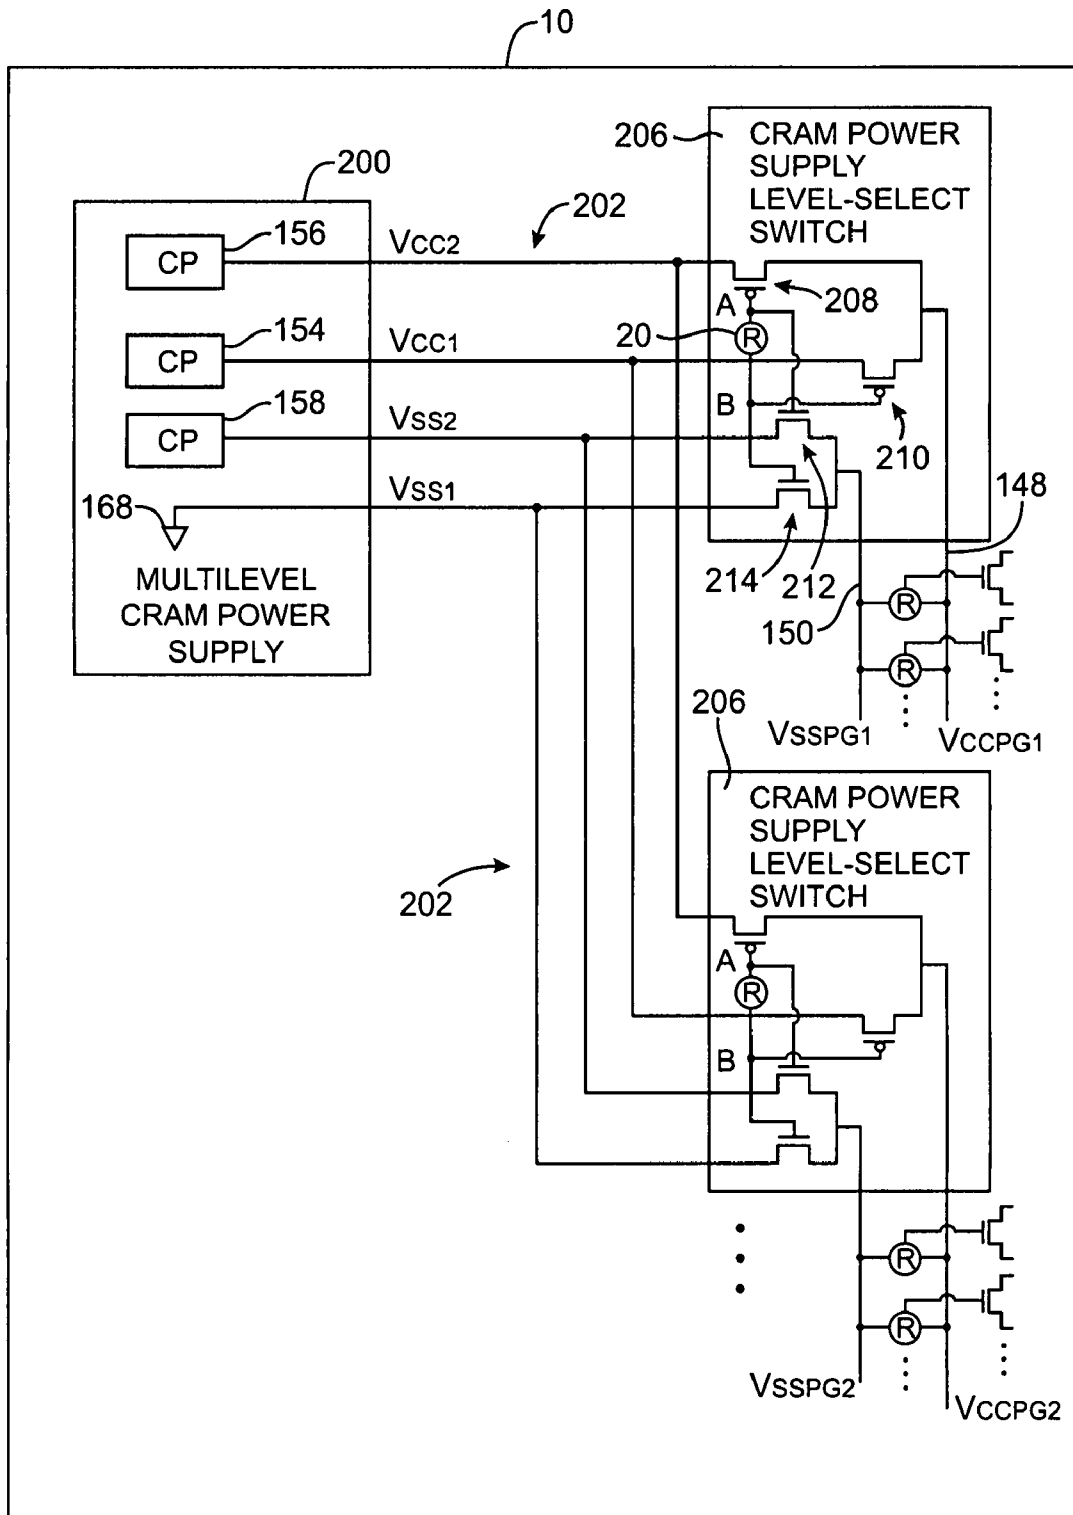 10
200
CP
156
CP
154
CP
158
168
MULTILEVEL
CRAM POWER
SUPPLY
VCC2
VCC1
VSS2
VSS1
202
206
CRAM POWER
SUPPLY
LEVEL-SELECT
SWITCH
A
208
20
R
B
210
214
212
148
150
R
R
VSSPG1
VCCPG1
202
206
CRAM POWER
SUPPLY
LEVEL-SELECT
SWITCH
A
R
B
R
R
VSSPG2
VCCPG2